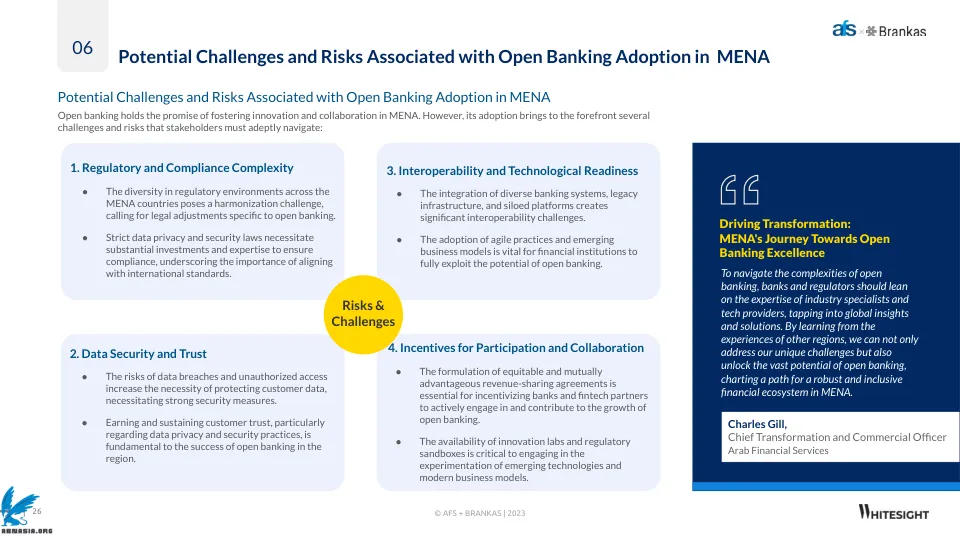 06
afs × Brankas
Potential Challenges and Risks Associated with Open Banking Adoption in MENA
Potential Challenges and Risks Associated with Open Banking Adoption in MENA
Open banking holds the promise of fostering innovation and collaboration in MENA. However, its adoption brings to the forefront several
challenges and risks that stakeholders must adeptly navigate:
1. Regulatory and Compliance Complexity
● The diversity in regulatory environments across the
MENA countries poses a harmonization challenge,
calling for legal adjustments specific to open banking.
● Strict data privacy and security laws necessitate
substantial investments and expertise to ensure
compliance, underscoring the importance of aligning
with international standards.
2. Data Security and Trust
● The risks of data breaches and unauthorized access
increase the necessity of protecting customer data,
necessitating strong security measures.
● Earning and sustaining customer trust, particularly
regarding data privacy and security practices, is
fundamental to the success of open banking in the
region.
Risks &
Challenges
3. Interoperability and Technological Readiness
● The integration of diverse banking systems, legacy
infrastructure, and siloed platforms creates
significant interoperability challenges.
● The adoption of agile practices and emerging
business models is vital for financial institutions to
fully exploit the potential of open banking.
4. Incentives for Participation and Collaboration
● The formulation of equitable and mutually
advantageous revenue-sharing agreements is
essential for incentivizing banks and fintech partners
to actively engage in and contribute to the growth of
open banking.
● The availability of innovation labs and regulatory
sandboxes is critical to engaging in the
experimentation of emerging technologies and
modern business models.
Driving Transformation:
MENA's Journey Towards Open
Banking Excellence
To navigate the complexities of open
banking, banks and regulators should lean
on the expertise of industry specialists and
tech providers, tapping into global insights
and solutions. By learning from the
experiences of other regions, we can not only
address our unique challenges but also
unlock the vast potential of open banking,
charting a path for a robust and inclusive
financial ecosystem in MENA.
Charles Gill,
Chief Transformation and Commercial Officer
Arab Financial Services
26
ABNASIA.ORG
© AFS + BRANKAS | 2023
WHITESIGHT